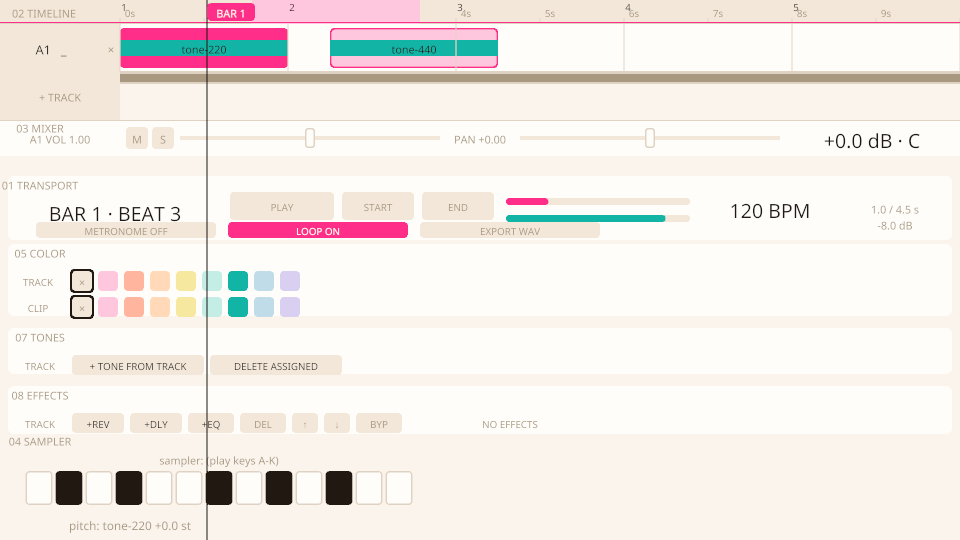 02 TIMELINE 1 0s BAR 1 2 3 4s 5s 4 6s 8s 5 9s
A1 _ × tone-220 tone-440
+ TRACK
03 MIXER
A1 VOL 1.00 M S PAN +0.00 +0.0 dB · C
01 TRANSPORT
BAR 1 · BEAT 3 PLAY START END 120 BPM 1.0 / 4.5 s
METRONOME OFF LOOP ON EXPORT WAV -8.0 dB
05 COLOR
TRACK ×
CLIP ×
07 TONES
TRACK + TONE FROM TRACK DELETE ASSIGNED
08 EFFECTS
TRACK +REV +DLY +EQ DEL ↑ ↓ BYP NO EFFECTS
04 SAMPLER
sampler: (play keys A-K)
pitch: tone-220 +0.0 st